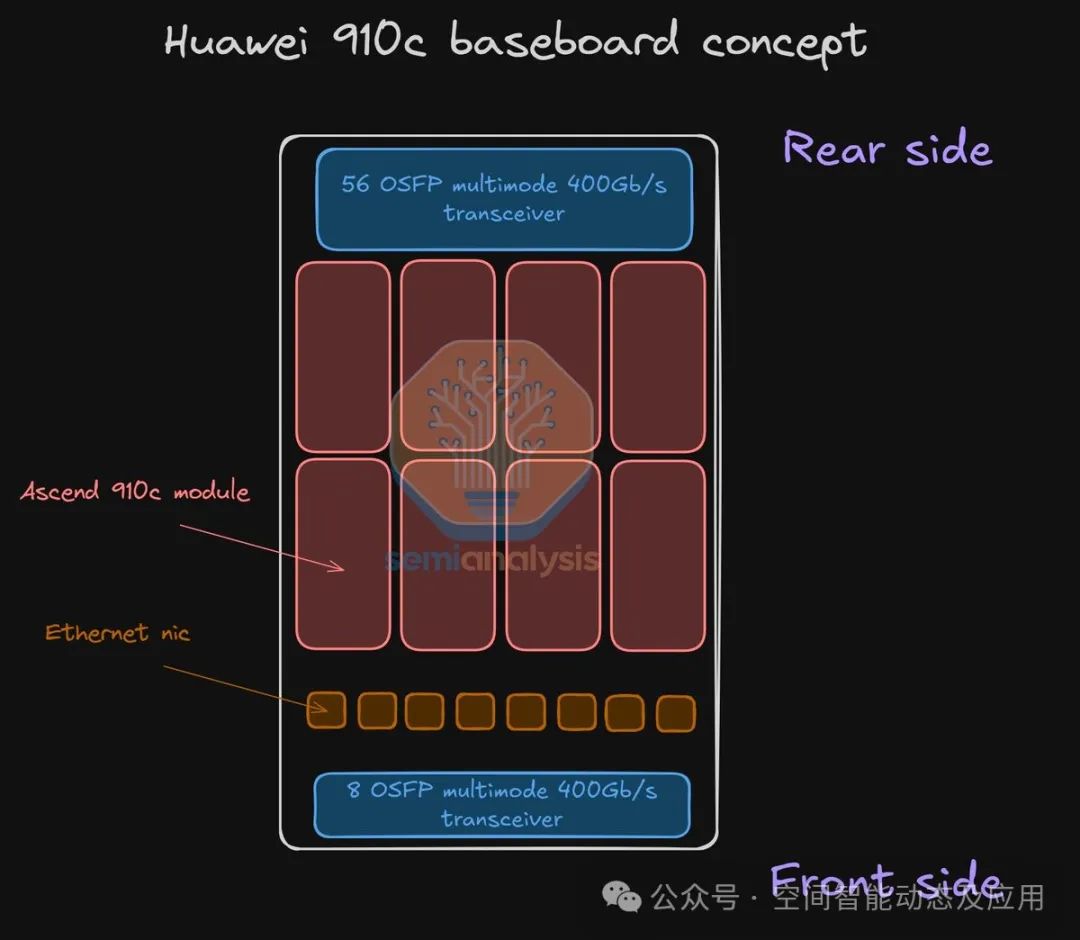 Huawei 910c baseboard concept
Rear side
56 OSFP multimode 400Gb/s
transceiver
Ascend 910c module
semianalysis
Ethernet nic
8 OSFP multimode 400Gb/s
transceiver
Front side
公众号 · 空间智能动态及应用